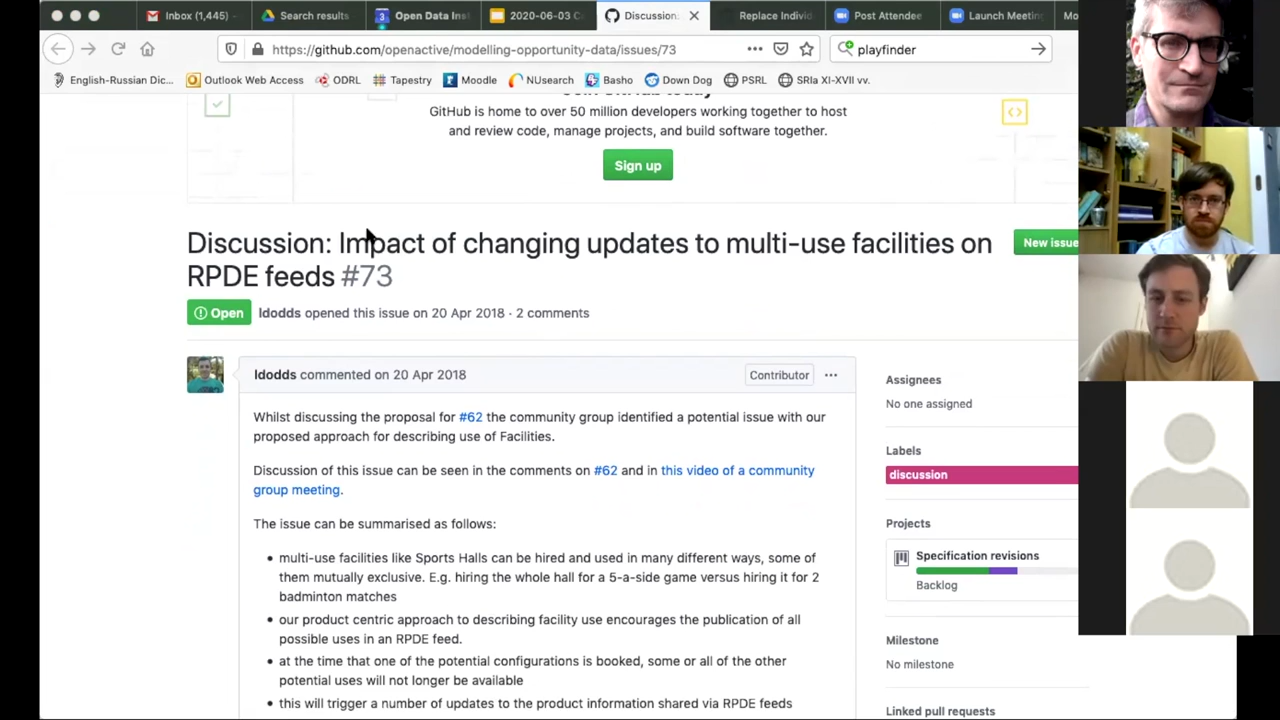 Inbox (1,445)
Search results
Open Data Ins
2020-06-03 C
Discussion:
Replace Individ
Post Attendee
Launch Meeting
Mo
https://github.com/openactive/modelling-opportunity-data/issues/73
playfinder
English-Russian Dic...
Outlook Web Access
ODRL
Tapestry
Moodle
NUsearch
Basho
Down Dog
PSRL
SRIa XI-XVII vv.
Join GitHub today
GitHub is home to over 50 million developers working together to host
and review code, manage projects, and build software together.
Sign up
Discussion: Impact of changing updates to multi-use facilities on
RPDE feeds #73
New issue
Open
ldodds opened this issue on 20 Apr 2018 · 2 comments
ldodds commented on 20 Apr 2018
Contributor
Whilst discussing the proposal for #62 the community group identified a potential issue with our
proposed approach for describing use of Facilities.
Discussion of this issue can be seen in the comments on #62 and in this video of a community
group meeting.
The issue can be summarised as follows:
• multi-use facilities like Sports Halls can be hired and used in many different ways, some of
them mutually exclusive. E.g. hiring the whole hall for a 5-a-side game versus hiring it for 2
badminton matches
• our product centric approach to describing facility use encourages the publication of all
possible uses in an RPDE feed.
• at the time that one of the potential configurations is booked, some or all of the other
potential uses will not longer be available
• this will trigger a number of updates to the product information shared via RPDE feeds
Assignees
No one assigned
Labels
discussion
Projects
Specification revisions
Backlog
Milestone
No milestone
Linked pull requests